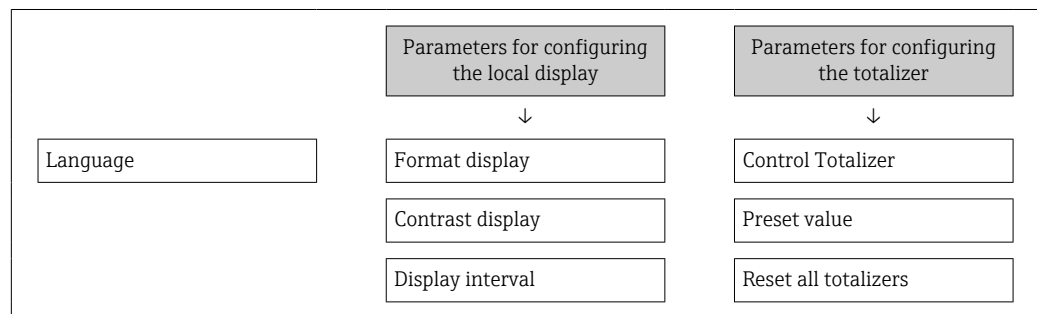 Parameters for configuring
the local display
Parameters for configuring
the totalizer
↓
↓
Language
Format display
Control Totalizer
Contrast display
Preset value
Display interval
Reset all totalizers